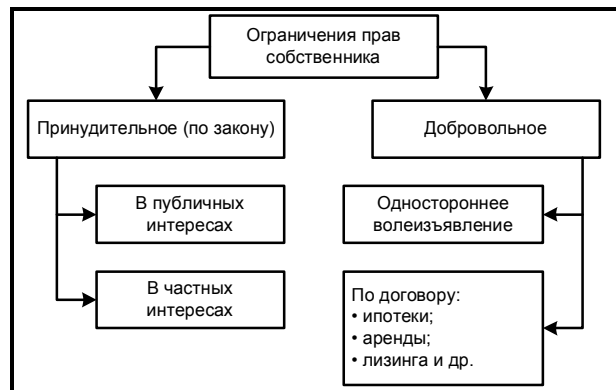 Ограничения прав
собственника
Принудительное (по закону)
Добровольное
В публичных
интересах
Одностороннее
волеизъявление
В частных
интересах
По договору:
• ипотеки;
• аренды;
• лизинга и др.